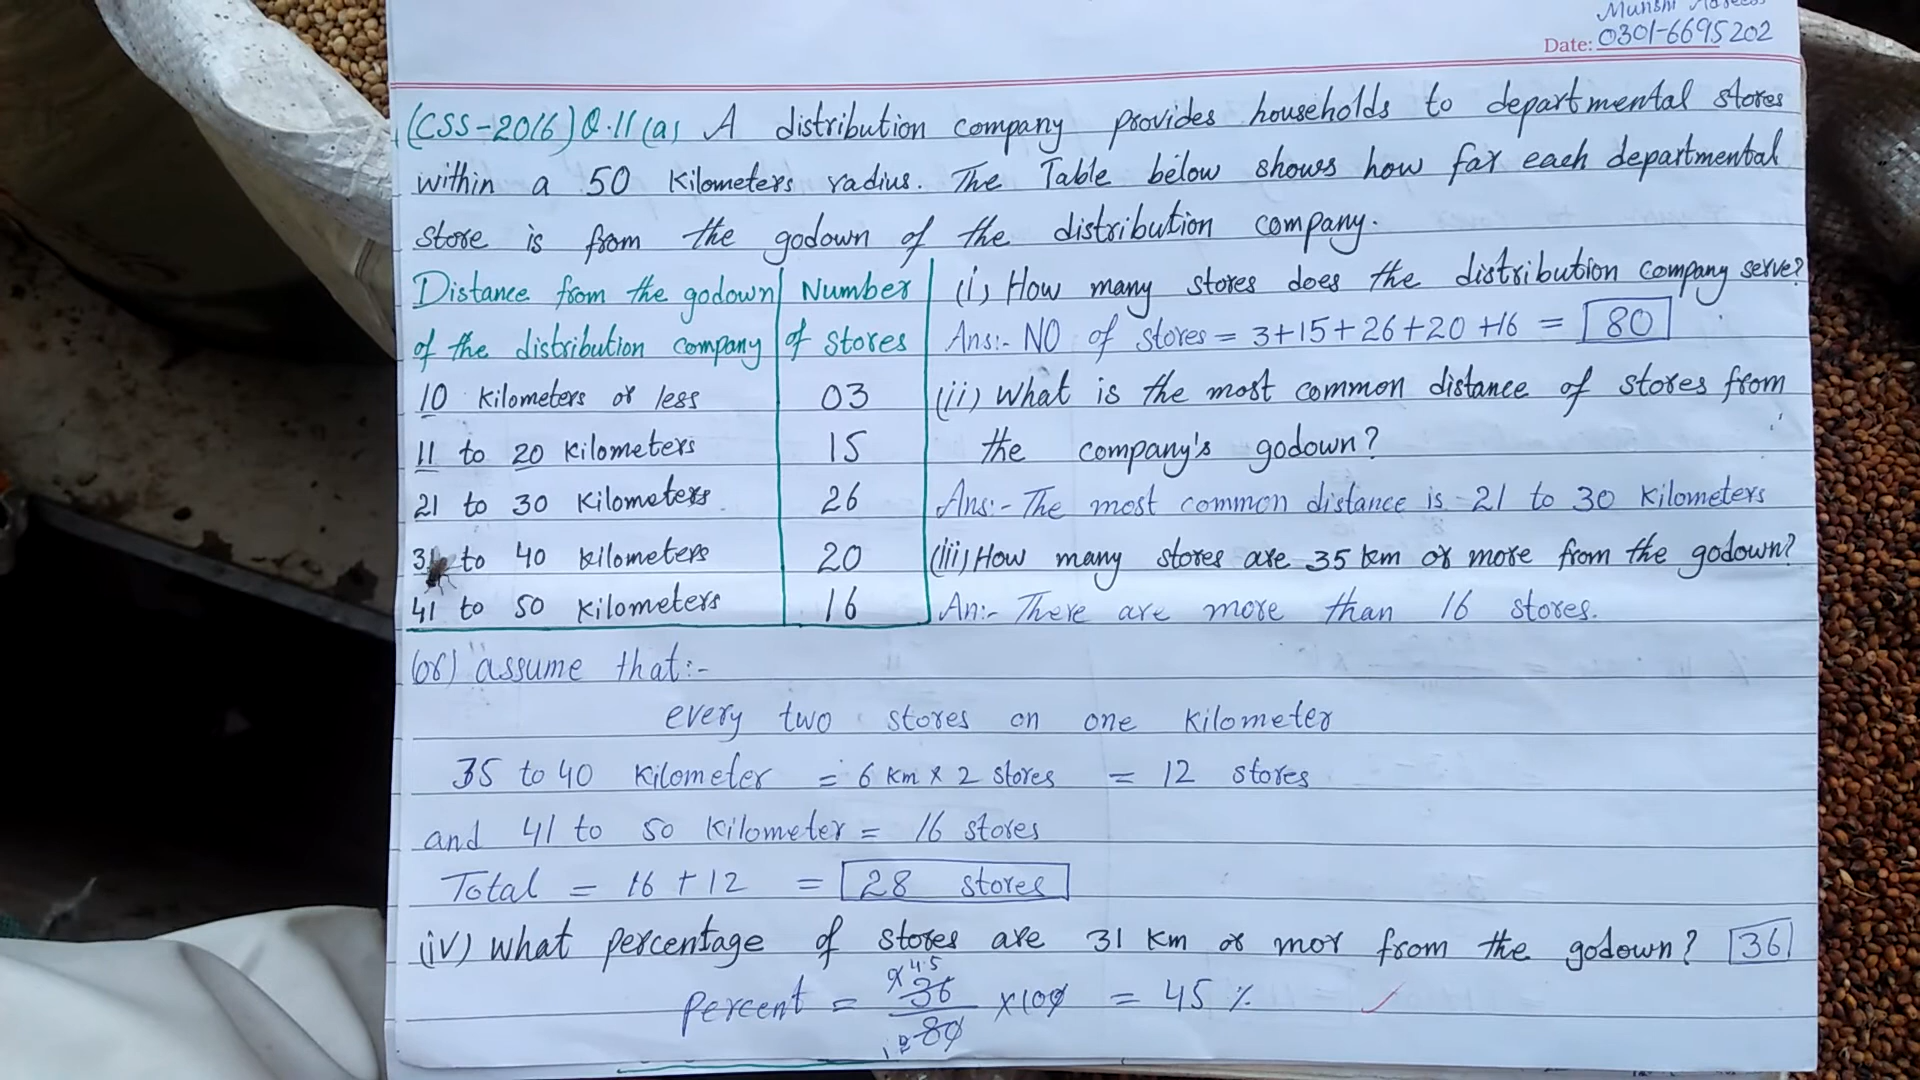 Munshi
Date: 0301-6695202
(CSS-2016) Q.11(a) A distribution company provides households to departmental stores
within a 50 Kilometers radius. The Table below shows how far each departmental
store is from the godown of the distribution company.
Distance from the godown
of the distribution company
Number
of stores
10 Kilometers or less 03
11 to 20 Kilometers 15
21 to 30 Kilometers 26
31 to 40 Kilometers 20
41 to 50 Kilometers 16
(i) How many stores does the distribution company serve?
Ans:- NO of stores = 3+15+26+20+16 = 80
(ii) What is the most common distance of stores from
the company's godown?
Ans:- The most common distance is 21 to 30 Kilometers
(iii) How many stores are 35 km or more from the godown?
An:- There are more than 16 stores.
(or) assume that:-
every two stores on one Kilometer
35 to 40 Kilometer = 6 km x 2 stores = 12 stores
and 41 to 50 Kilometer = 16 stores
Total = 16 + 12 = 28 stores
(iv) What percentage of stores are 31 Km or mor from the godown? 36
Percent = 36/80 x 100 = 45 %